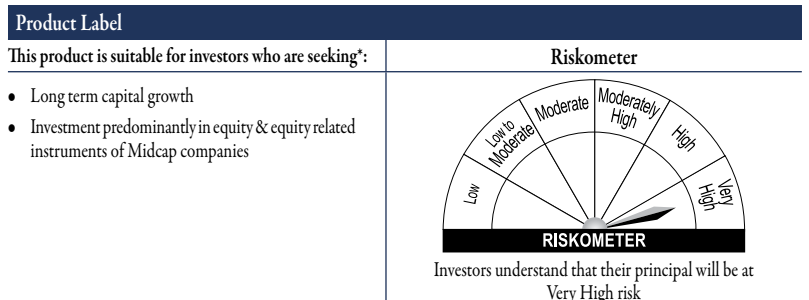 Product Label
This product is suitable for investors who are seeking*:
Riskometer
• Long term capital growth
• Investment predominantly in equity & equity related
instruments of Midcap companies
Low
Low to
Moderate
Moderate
Moderately
High
High
Very
High
RISKOMETER
Investors understand that their principal will be at
Very High risk